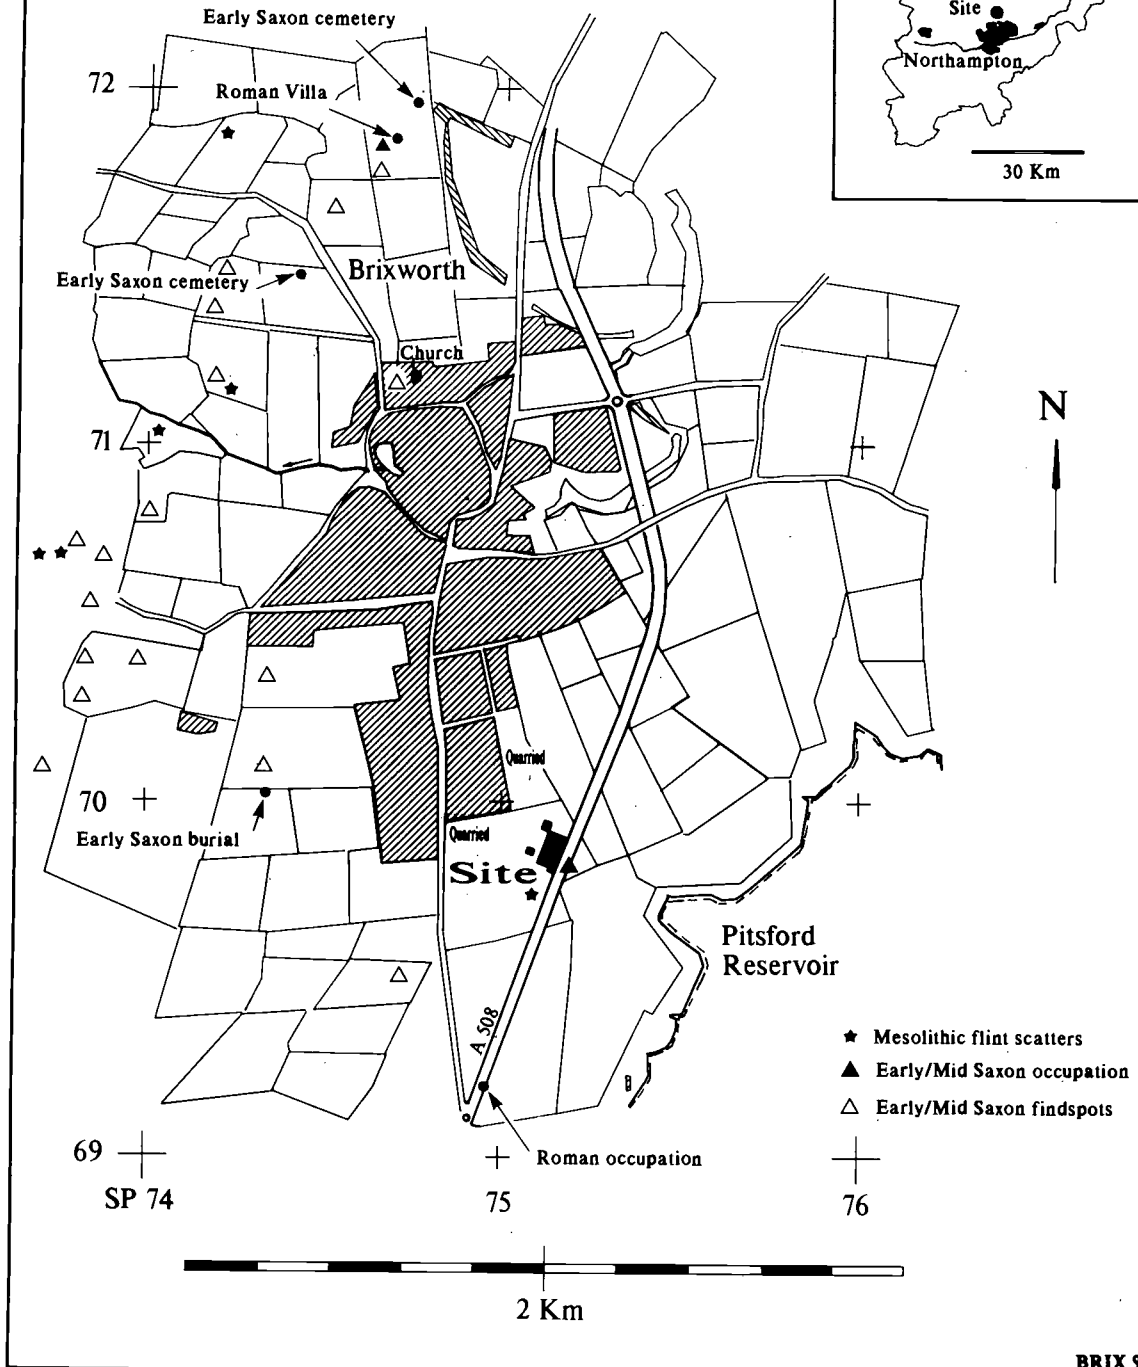 Early Saxon cemetery
Site
Northampton
30 Km
72
Roman Villa
Early Saxon cemetery
Brixworth
Church
71
N
Quarried
70
Early Saxon burial
Quarried
Site
Pitsford
Reservoir
A 508
Mesolithic flint scatters
Early/Mid Saxon occupation
Early/Mid Saxon findspots
69
Roman occupation
SP 74
75
76
2 Km
BRIX